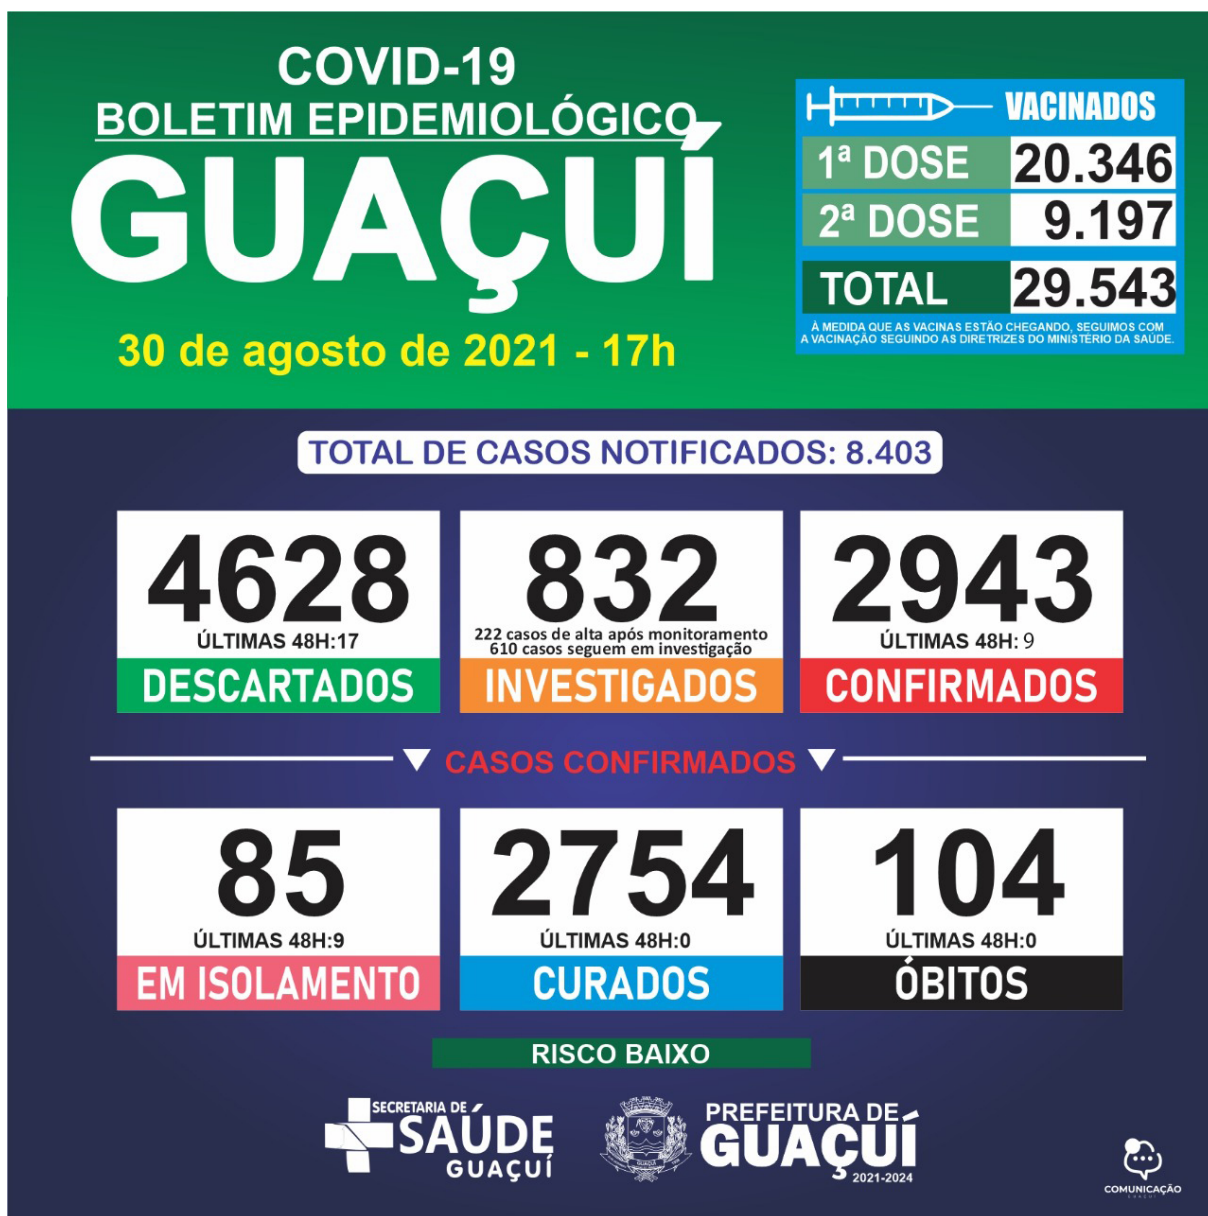 COVID-19
BOLETIM EPIDEMIOLÓGICO
GUAÇUÍ
30 de agosto de 2021 - 17h
VACINADOS
1ª DOSE 20.346
2ª DOSE 9.197
TOTAL 29.543
À MEDIDA QUE AS VACINAS ESTÃO CHEGANDO, SEGUIMOS COM
A VACINAÇÃO SEGUINDO AS DIRETRIZES DO MINISTÉRIO DA SAÚDE.
TOTAL DE CASOS NOTIFICADOS: 8.403
4628
ÚLTIMAS 48H:17
DESCARTADOS
832
222 casos de alta após monitoramento
610 casos seguem em investigação
INVESTIGADOS
2943
ÚLTIMAS 48H: 9
CONFIRMADOS
CASOS CONFIRMADOS
85
ÚLTIMAS 48H:9
EM ISOLAMENTO
2754
ÚLTIMAS 48H:0
CURADOS
104
ÚLTIMAS 48H:0
ÓBITOS
RISCO BAIXO
SECRETARIA DE
SAÚDE
GUAÇUÍ
GUAÇUÍ
PREFEITURA DE
GUAÇUÍ
2021-2024
COMUNICAÇÃO
GUAÇUÍ